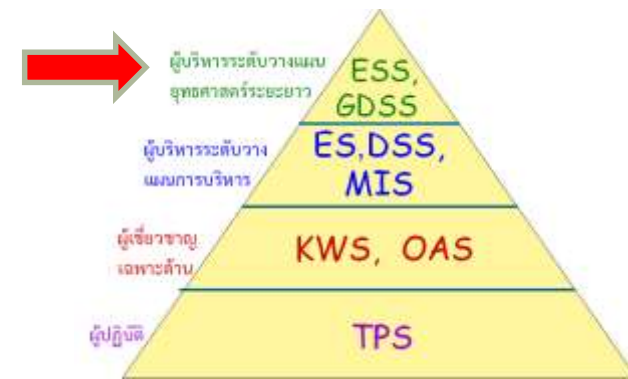 ผู้บริหารระดับวางแผน
ยุทธศาสตร์ระยะยาว
ESS,
GDSS
ผู้บริหารระดับวาง
แผนการบริหาร
ES,DSS,
MIS
ผู้เชี่ยวชาญ
เฉพาะด้าน
KWS, OAS
ผู้ปฏิบัติ
TPS